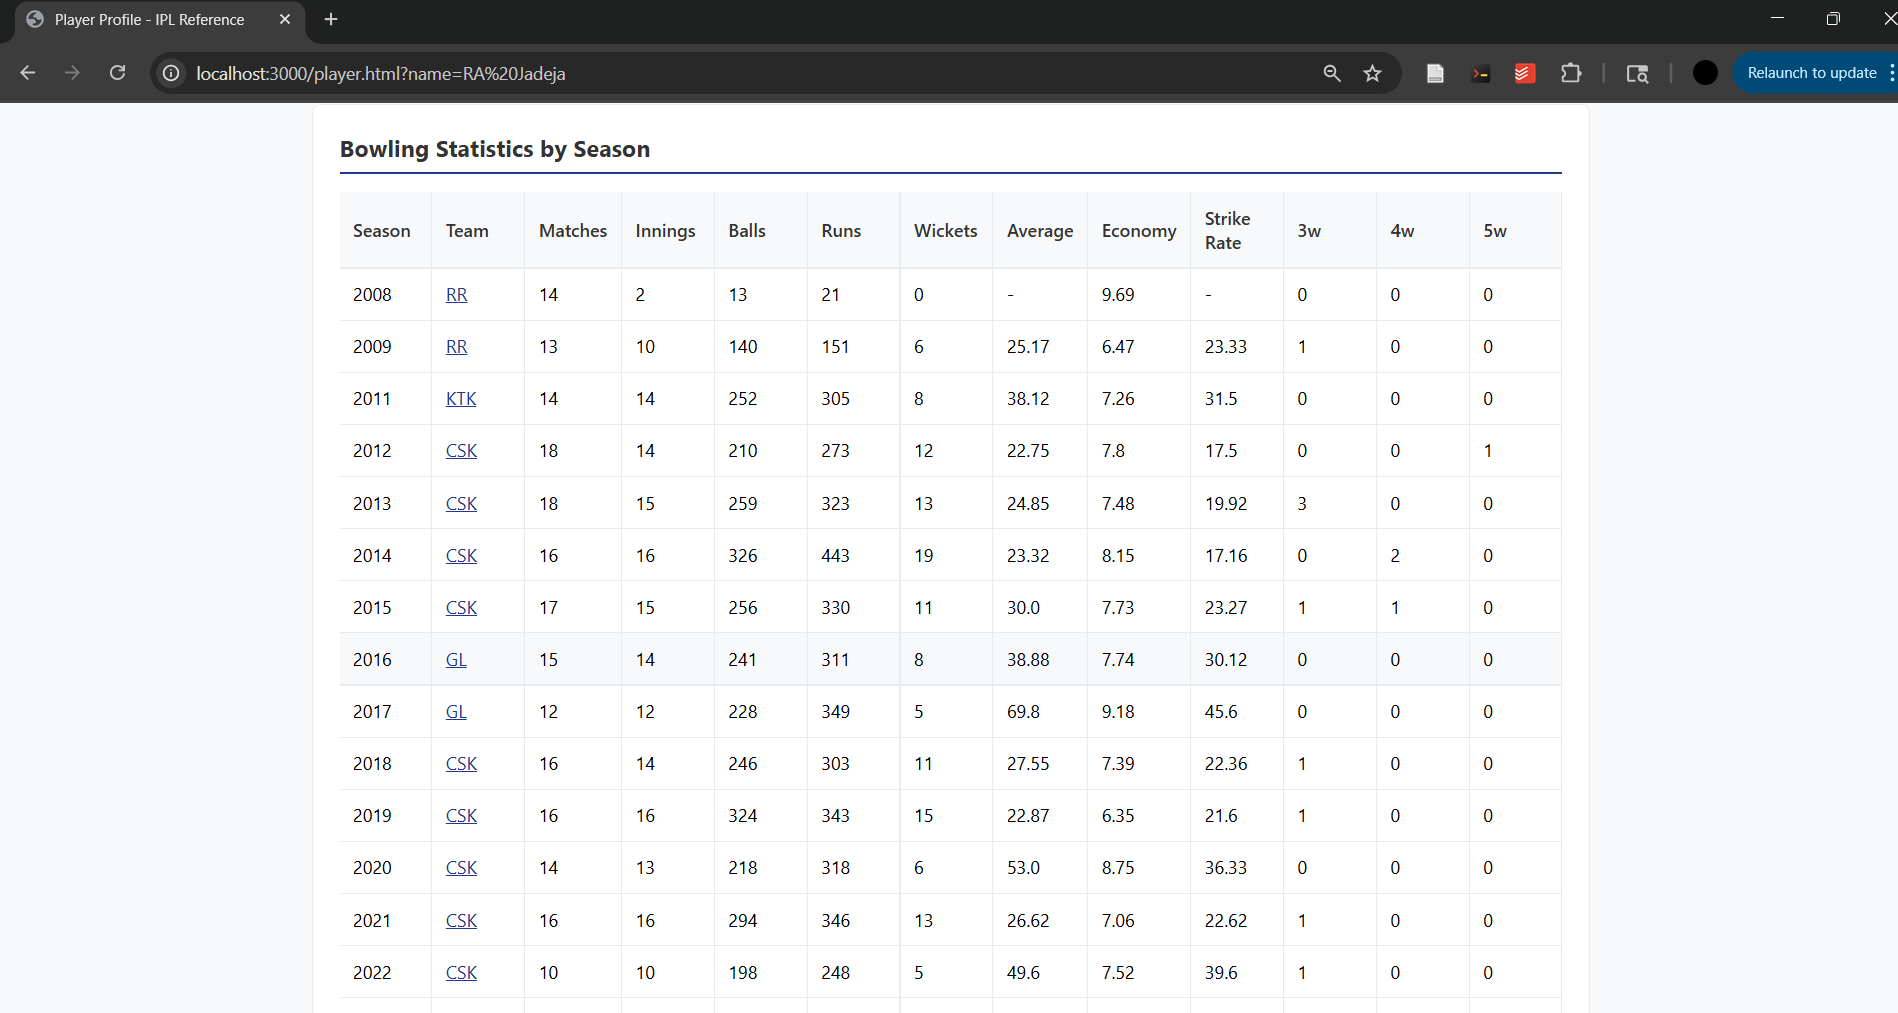 Player Profile - IPL Reference
localhost:3000/player.html?name=RA%20Jadeja
Relaunch to update
Bowling Statistics by Season
Season Team Matches Innings Balls Runs Wickets Average Economy Strike Rate 3w 4w 5w
2008 RR 14 2 13 21 0 - 9.69 - 0 0 0
2009 RR 13 10 140 151 6 25.17 6.47 23.33 1 0 0
2011 KTK 14 14 252 305 8 38.12 7.26 31.5 0 0 0
2012 CSK 18 14 210 273 12 22.75 7.8 17.5 0 0 1
2013 CSK 18 15 259 323 13 24.85 7.48 19.92 3 0 0
2014 CSK 16 16 326 443 19 23.32 8.15 17.16 0 2 0
2015 CSK 17 15 256 330 11 30.0 7.73 23.27 1 1 0
2016 GL 15 14 241 311 8 38.88 7.74 30.12 0 0 0
2017 GL 12 12 228 349 5 69.8 9.18 45.6 0 0 0
2018 CSK 16 14 246 303 11 27.55 7.39 22.36 1 0 0
2019 CSK 16 16 324 343 15 22.87 6.35 21.6 1 0 0
2020 CSK 14 13 218 318 6 53.0 8.75 36.33 0 0 0
2021 CSK 16 16 294 346 13 26.62 7.06 22.62 1 0 0
2022 CSK 10 10 198 248 5 49.6 7.52 39.6 1 0 0